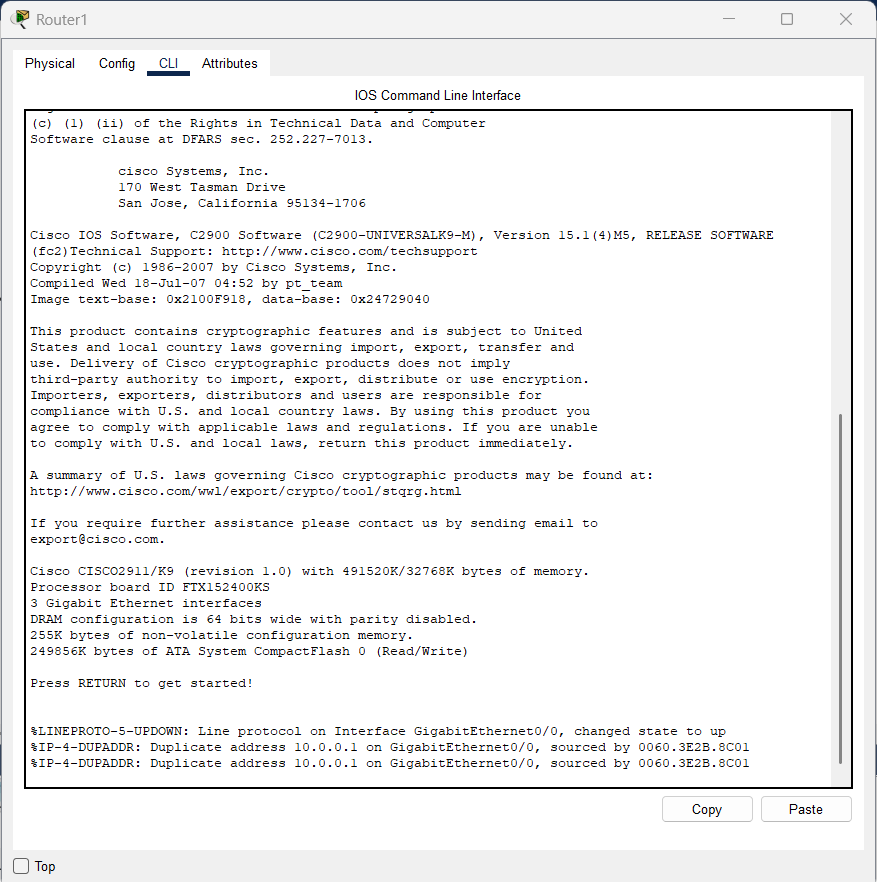 Router1
Physical Config CLI Attributes
IOS Command Line Interface
(c) (1) (ii) of the Rights in Technical Data and Computer
Software clause at DFARS sec. 252.227-7013.
cisco Systems, Inc.
170 West Tasman Drive
San Jose, California 95134-1706
Cisco IOS Software, C2900 Software (C2900-UNIVERSALK9-M), Version 15.1(4)M5, RELEASE SOFTWARE
(fc2)Technical Support: http://www.cisco.com/techsupport
Copyright (c) 1986-2007 by Cisco Systems, Inc.
Compiled Wed 18-Jul-07 04:52 by pt_team
Image text-base: 0x2100F918, data-base: 0x24729040
This product contains cryptographic features and is subject to United
States and local country laws governing import, export, transfer and
use. Delivery of Cisco cryptographic products does not imply
third-party authority to import, export, distribute or use encryption.
Importers, exporters, distributors and users are responsible for
compliance with U.S. and local country laws. By using this product you
agree to comply with applicable laws and regulations. If you are unable
to comply with U.S. and local laws, return this product immediately.
A summary of U.S. laws governing Cisco cryptographic products may be found at:
http://www.cisco.com/wwl/export/crypto/tool/stqrg.html
If you require further assistance please contact us by sending email to
export@cisco.com.
Cisco CISCO2911/K9 (revision 1.0) with 491520K/32768K bytes of memory.
Processor board ID FTX152400KS
3 Gigabit Ethernet interfaces
DRAM configuration is 64 bits wide with parity disabled.
255K bytes of non-volatile configuration memory.
249856K bytes of ATA System CompactFlash 0 (Read/Write)
Press RETURN to get started!
%LINEPROTO-5-UPDOWN: Line protocol on Interface GigabitEthernet0/0, changed state to up
%IP-4-DUPADDR: Duplicate address 10.0.0.1 on GigabitEthernet0/0, sourced by 0060.3E2B.8C01
%IP-4-DUPADDR: Duplicate address 10.0.0.1 on GigabitEthernet0/0, sourced by 0060.3E2B.8C01
Copy Paste
Top